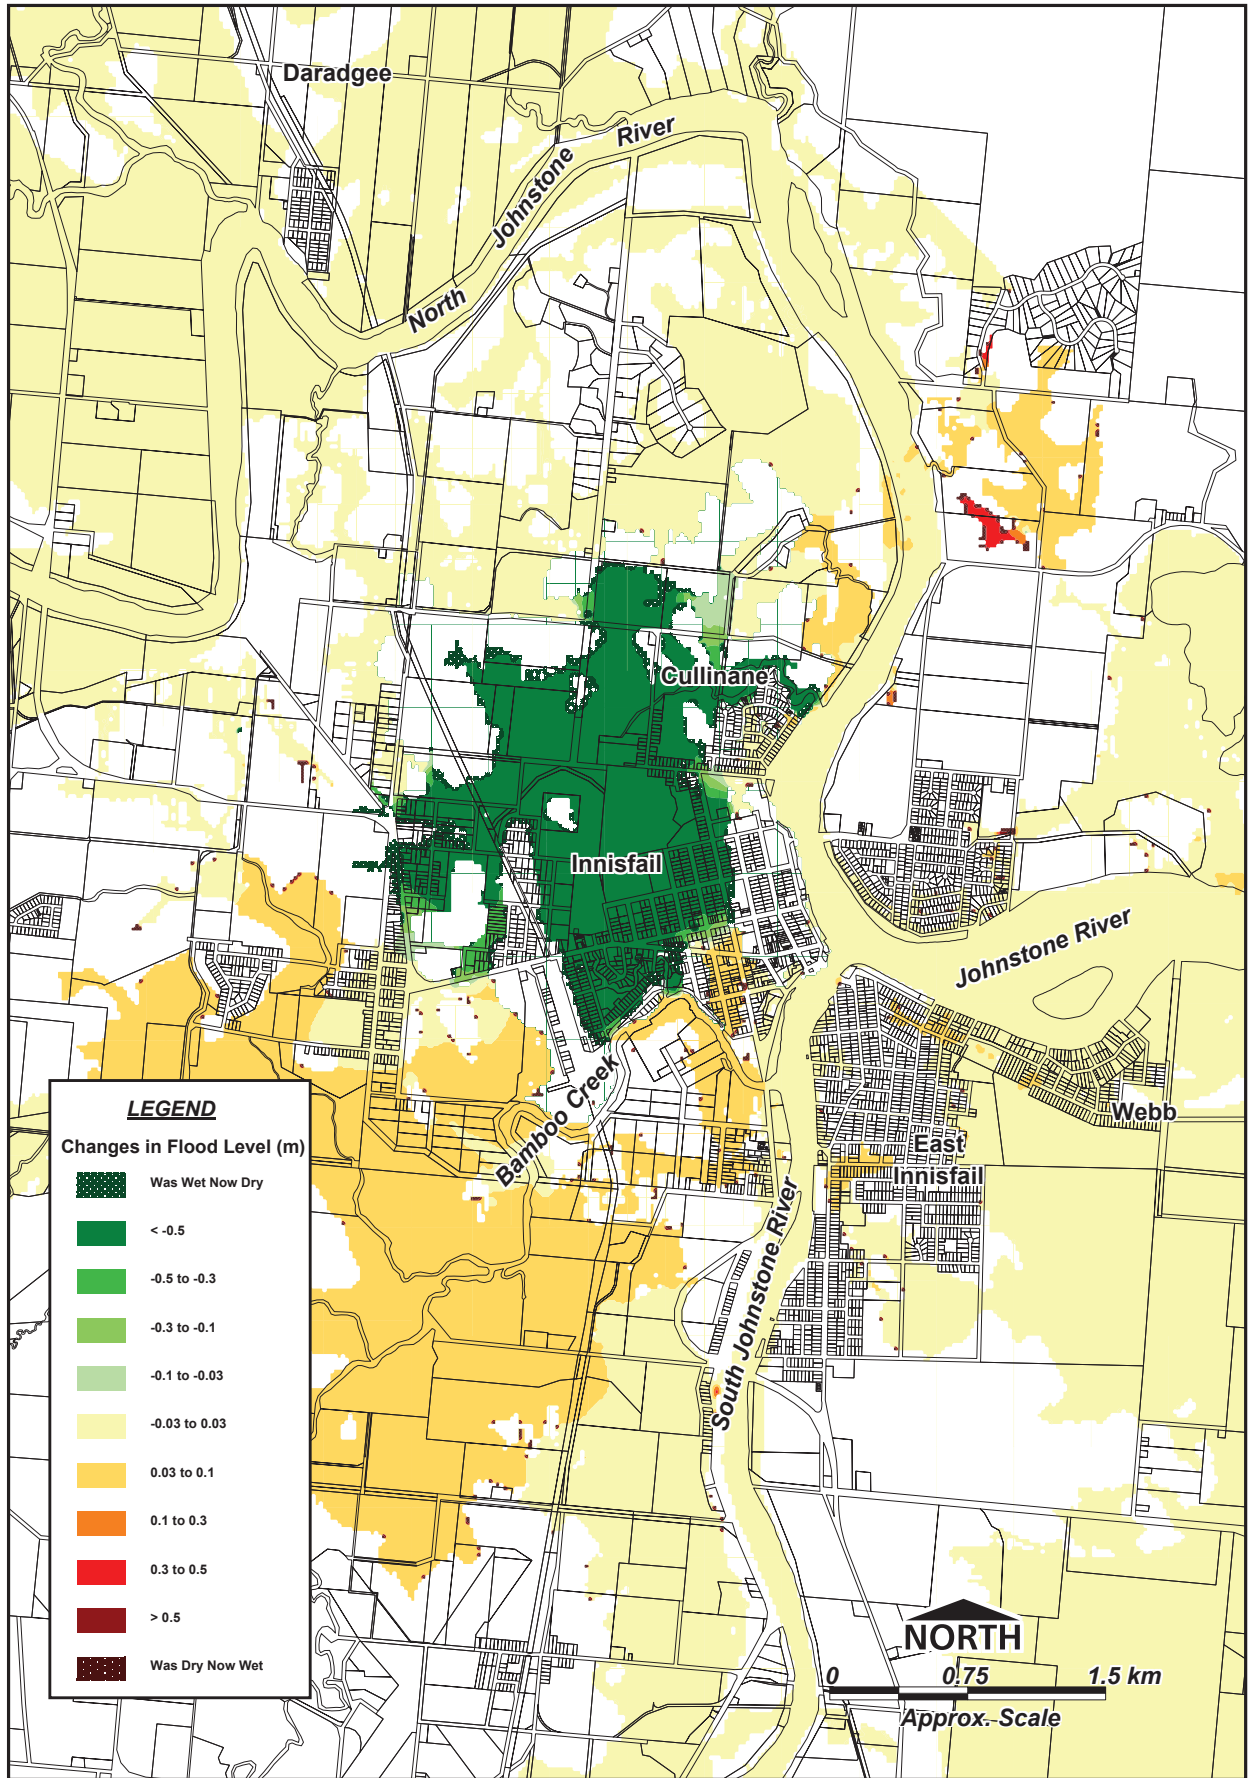 Daradgee
North
Johnstone
River
Cullinane
Innisfail
Johnstone River
Bamboo Creek
Webb
East
Innisfail
South Johnstone River
LEGEND
Changes in Flood Level (m)
Was Wet Now Dry
< -0.5
-0.5 to -0.3
-0.3 to -0.1
-0.1 to -0.03
-0.03 to 0.03
0.03 to 0.1
0.1 to 0.3
0.3 to 0.5
> 0.5
Was Dry Now Wet
NORTH
0 0.75 1.5 km
Approx. Scale